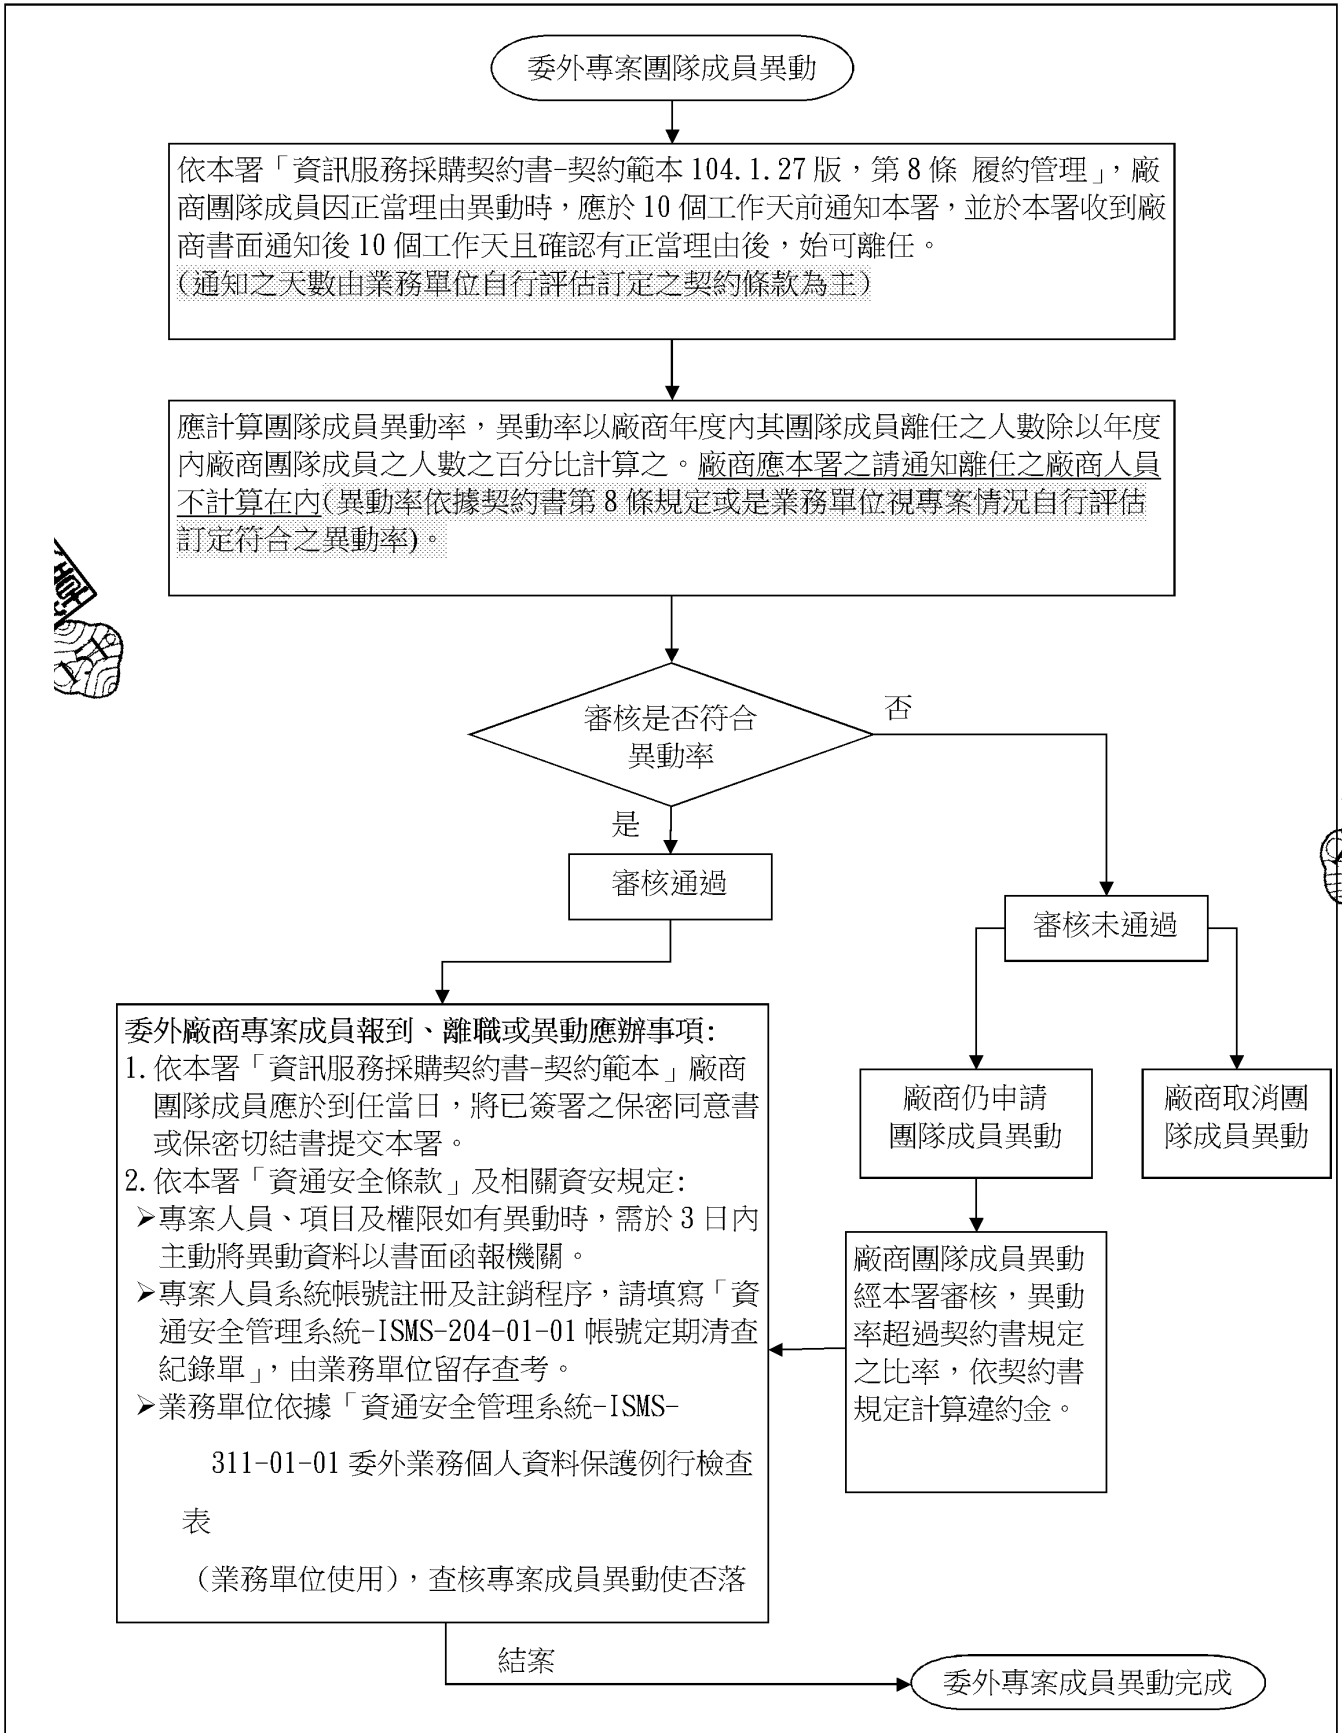 委外專案團隊成員異動
依本署「資訊服務採購契約書-契約範本 104.1.27 版，第 8 條 履約管理」，廠
商團隊成員因正當理由異動時，應於 10 個工作天前通知本署，並於本署收到廠
商書面通知後 10 個工作天且確認有正當理由後，始可離任。
(通知之天數由業務單位自行評估訂定之契約條款為主)
應計算團隊成員異動率，異動率以廠商年度內其團隊成員離任之人數除以年度
內廠商團隊成員之人數之百分比計算之。廠商應本署之請通知離任之廠商人員
不計算在內(異動率依據契約書第 8 條規定或是業務單位視專案情況自行評估
訂定符合之異動率)。
審核是否符合
異動率
否
是
審核通過
審核未通過
委外廠商專案成員報到、離職或異動應辦事項:
1. 依本署「資訊服務採購契約書-契約範本」廠商
團隊成員應於到任當日，將已簽署之保密同意書
或保密切結書提交本署。
2. 依本署「資通安全條款」及相關資安規定:
➢專案人員、項目及權限如有異動時，需於 3 日內
主動將異動資料以書面函報機關。
➢專案人員系統帳號註冊及註銷程序，請填寫「資
通安全管理系統-ISMS-204-01-01 帳號定期清查
紀錄單」，由業務單位留存查考。
➢業務單位依據「資通安全管理系統-ISMS-
311-01-01 委外業務個人資料保護例行檢查
表
(業務單位使用)，查核專案成員異動使否落
廠商仍申請
團隊成員異動
廠商取消團
隊成員異動
廠商團隊成員異動
經本署審核，異動
率超過契約書規定
之比率，依契約書
規定計算違約金。
結案
委外專案成員異動完成